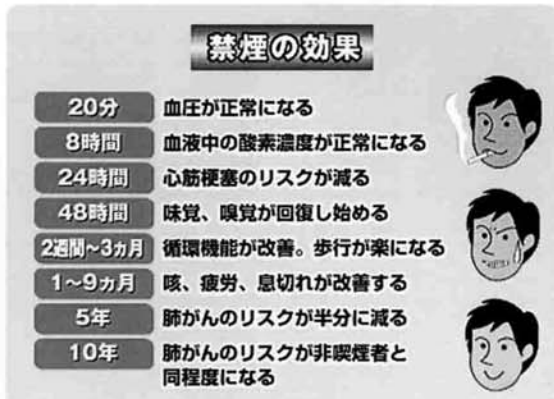 禁煙の効果
20分 血圧が正常になる
8時間 血液中の酸素濃度が正常になる
24時間 心筋梗塞のリスクが減る
48時間 味覚、嗅覚が回復し始める
2週間~3ヵ月 循環機能が改善。歩行が楽になる
1~9ヵ月 咳、疲労、息切れが改善する
5年 肺がんのリスクが半分に減る
10年 肺がんのリスクが非喫煙者と
同程度になる